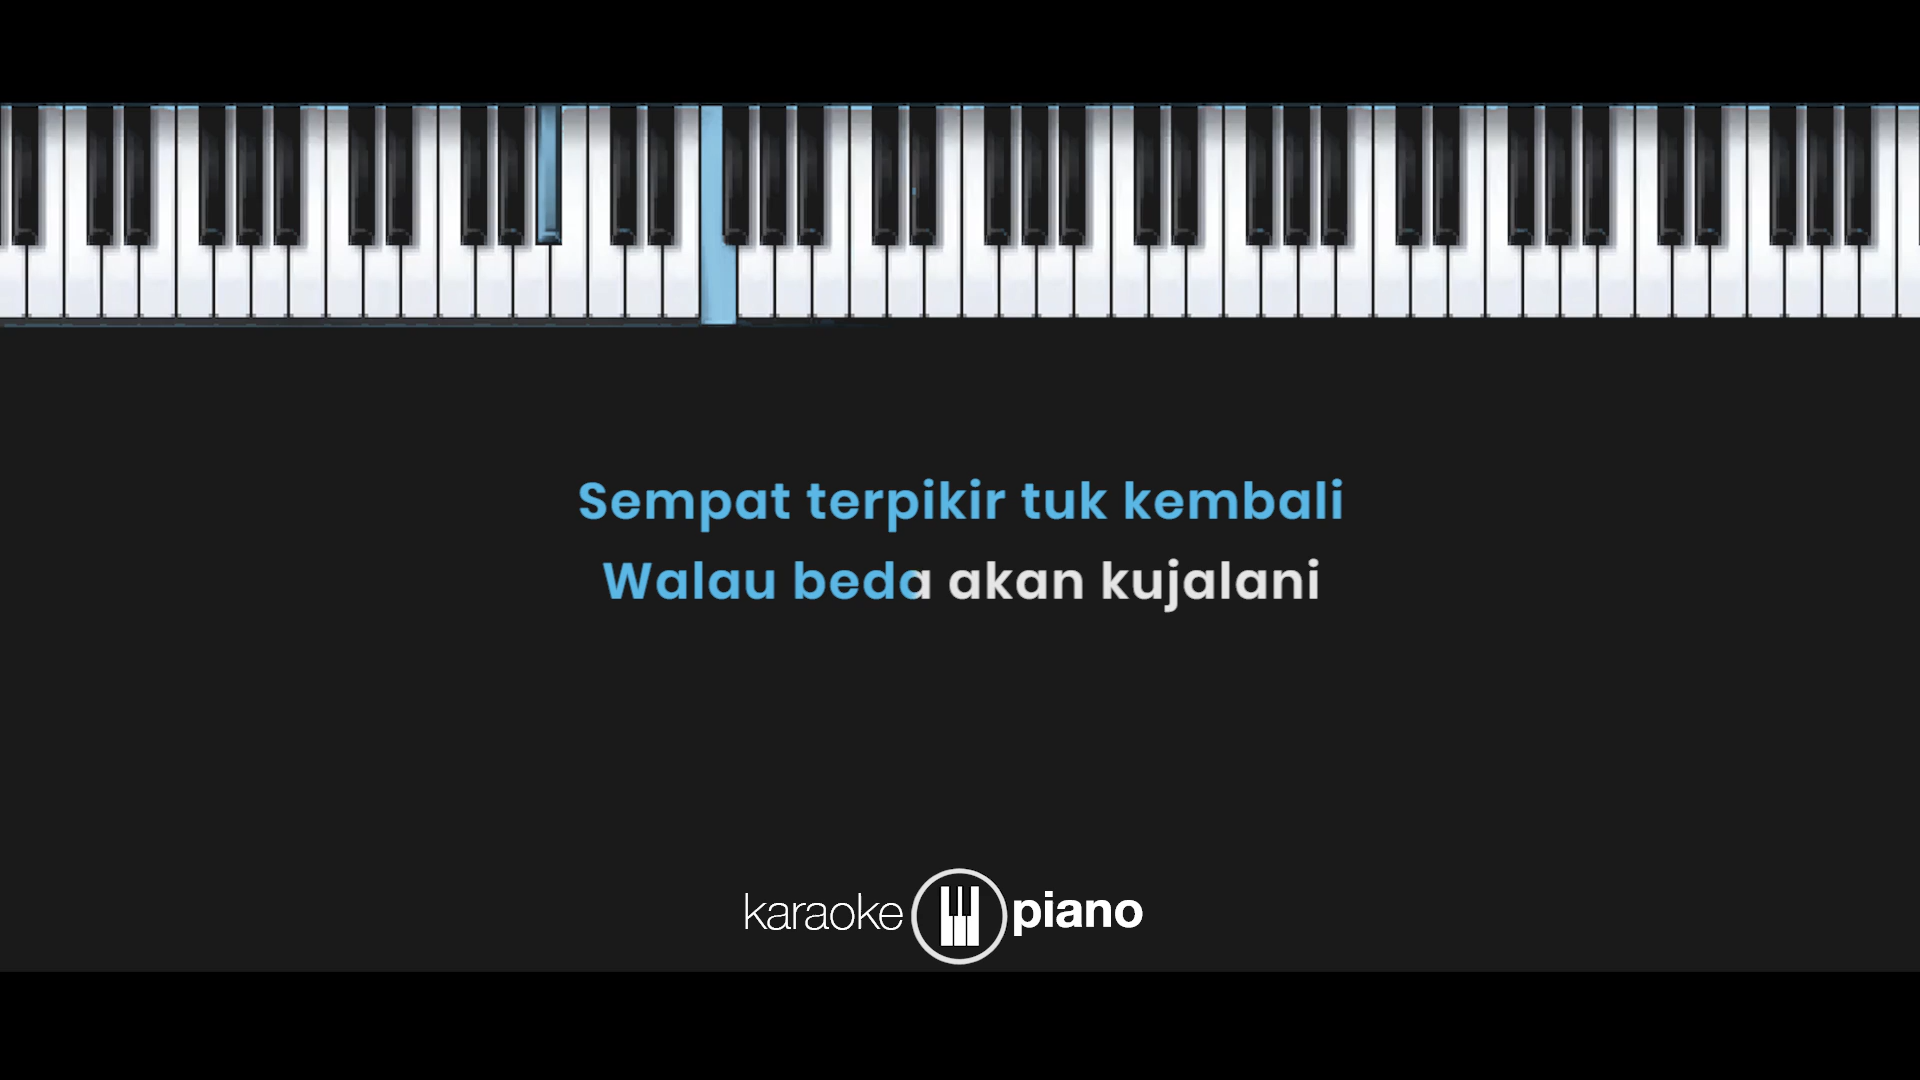 Sempat terpikir tuk kembali
Walau beda akan kujalani
karaoke piano